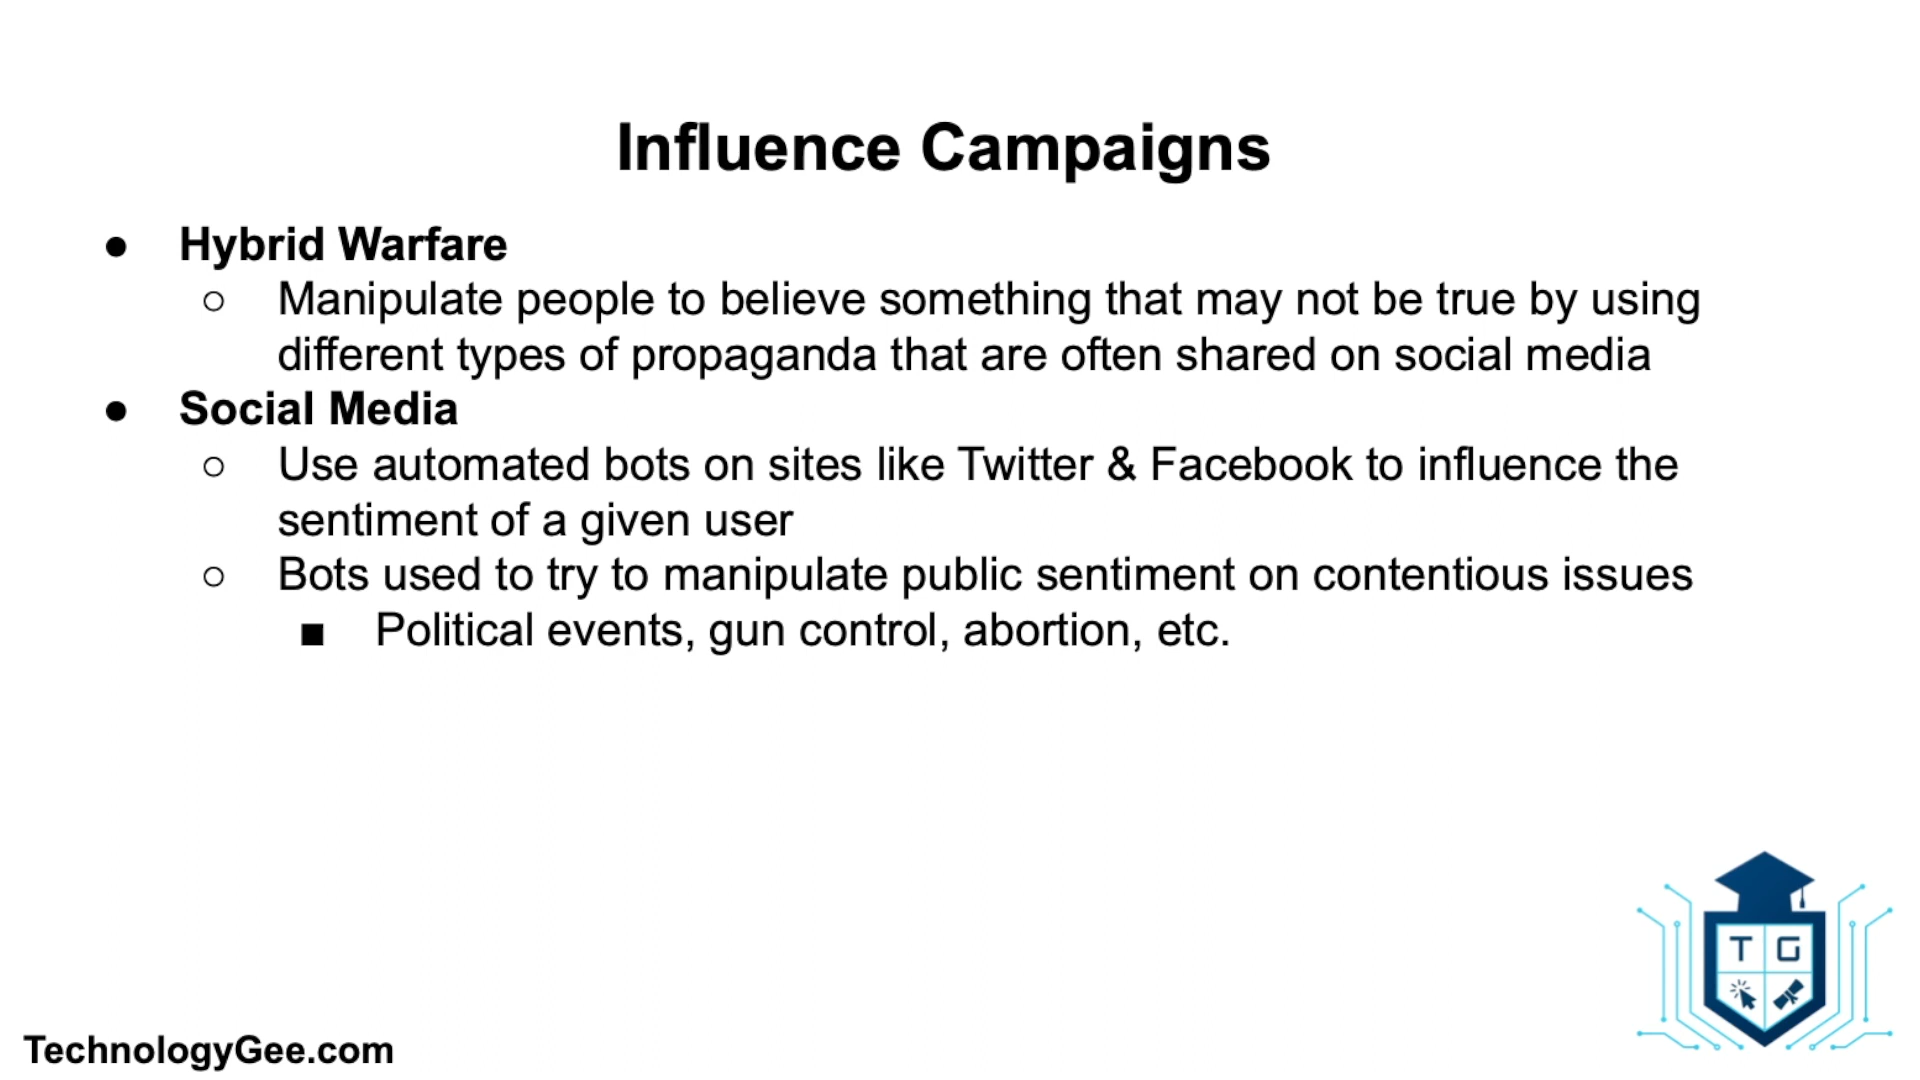 Influence Campaigns
● Hybrid Warfare
○ Manipulate people to believe something that may not be true by using
different types of propaganda that are often shared on social media
● Social Media
○ Use automated bots on sites like Twitter & Facebook to influence the
sentiment of a given user
○ Bots used to try to manipulate public sentiment on contentious issues
■ Political events, gun control, abortion, etc.
T G
TechnologyGee.com